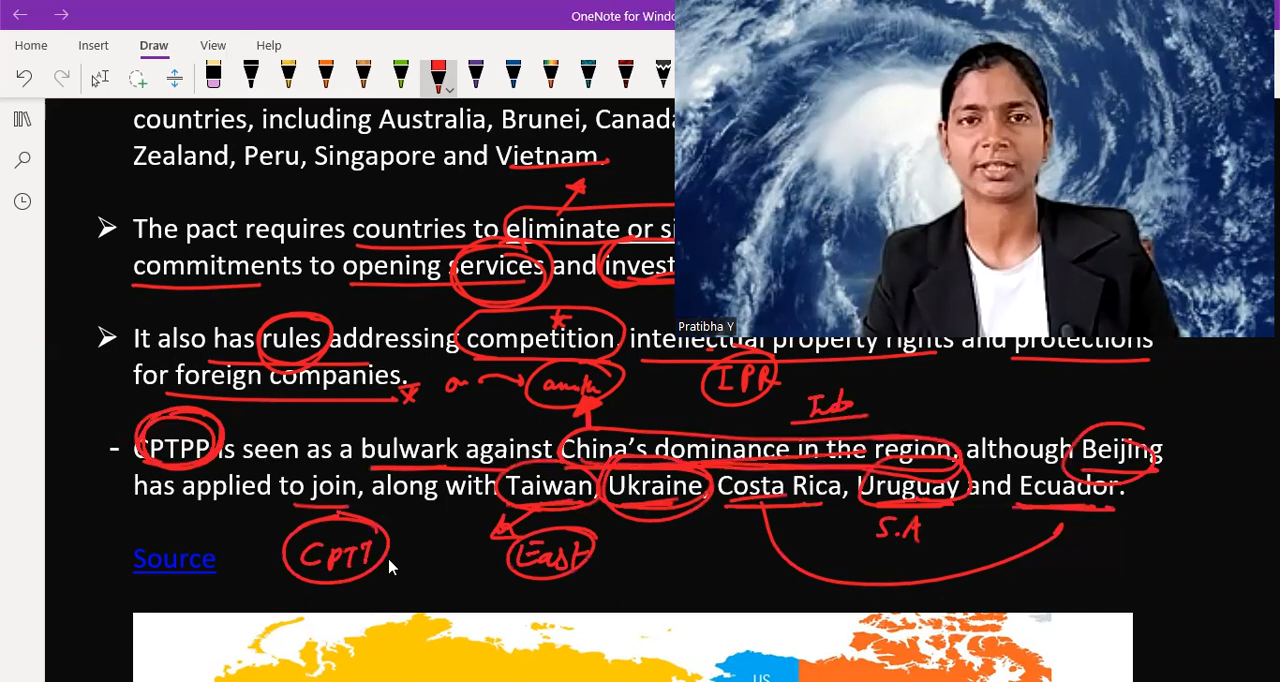 OneNote for Windo
Home Insert Draw View Help
countries, including Australia, Brunei, Canada
Zealand, Peru, Singapore and Vietnam.
The pact requires countries to eliminate or si
commitments to opening services and invest
Pratibha Y
It also has rules addressing competition, intellectual property rights and protections
for foreign companies.
IPR
- CPTPP is seen as a bulwark against China's dominance in the region, although Beijing
has applied to join, along with Taiwan, Ukraine, Costa Rica, Uruguay and Ecuador.
S.A
Source
East
US